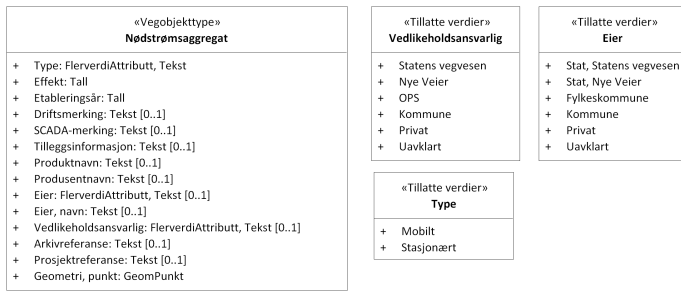 «Vegobjekttype»
Nødstrømsaggregat
+ Type: FlerverdiAttributt, Tekst
+ Effekt: Tall
+ Etableringsår: Tall
+ Driftsmerking: Tekst [0..1]
+ SCADA-merking: Tekst [0..1]
+ Tilleggsinformasjon: Tekst [0..1]
+ Produktnavn: Tekst [0..1]
+ Produsentnavn: Tekst [0..1]
+ Eier: FlerverdiAttributt, Tekst [0..1]
+ Eier, navn: Tekst [0..1]
+ Vedlikeholdsansvarlig: FlerverdiAttributt, Tekst [0..1]
+ Arkivreferanse: Tekst [0..1]
+ Prosjektreferanse: Tekst [0..1]
+ Geometri, punkt: GeomPunkt
«Tillatte verdier»
Vedlikeholdsansvarlig
+ Statens vegvesen
+ Nye Veier
+ OPS
+ Kommune
+ Privat
+ Uavklart
«Tillatte verdier»
Eier
+ Stat, Statens vegvesen
+ Stat, Nye Veier
+ Fylkeskommune
+ Kommune
+ Privat
+ Uavklart
«Tillatte verdier»
Type
+ Mobilt
+ Stasjonært